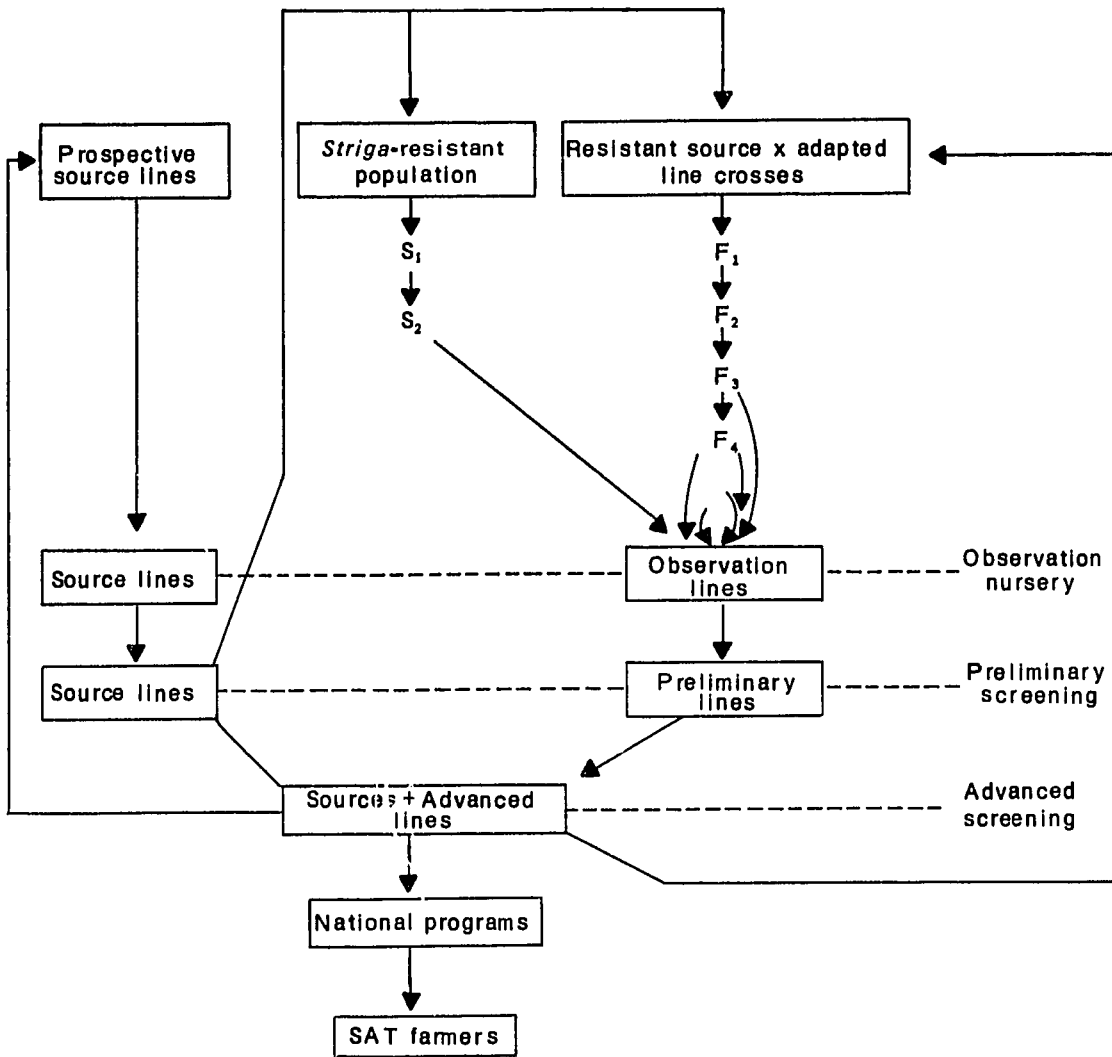 Prospective
source lines
Striga-resistant
population
Resistant source x adapted
line crosses
S₁
S₂
F₁
F₂
F₃
F₄
Source lines
Observation
lines
Observation
nursery
Source lines
Preliminary
lines
Preliminary
screening
Sources + Advanced
lines
Advanced
screening
National programs
SAT farmers